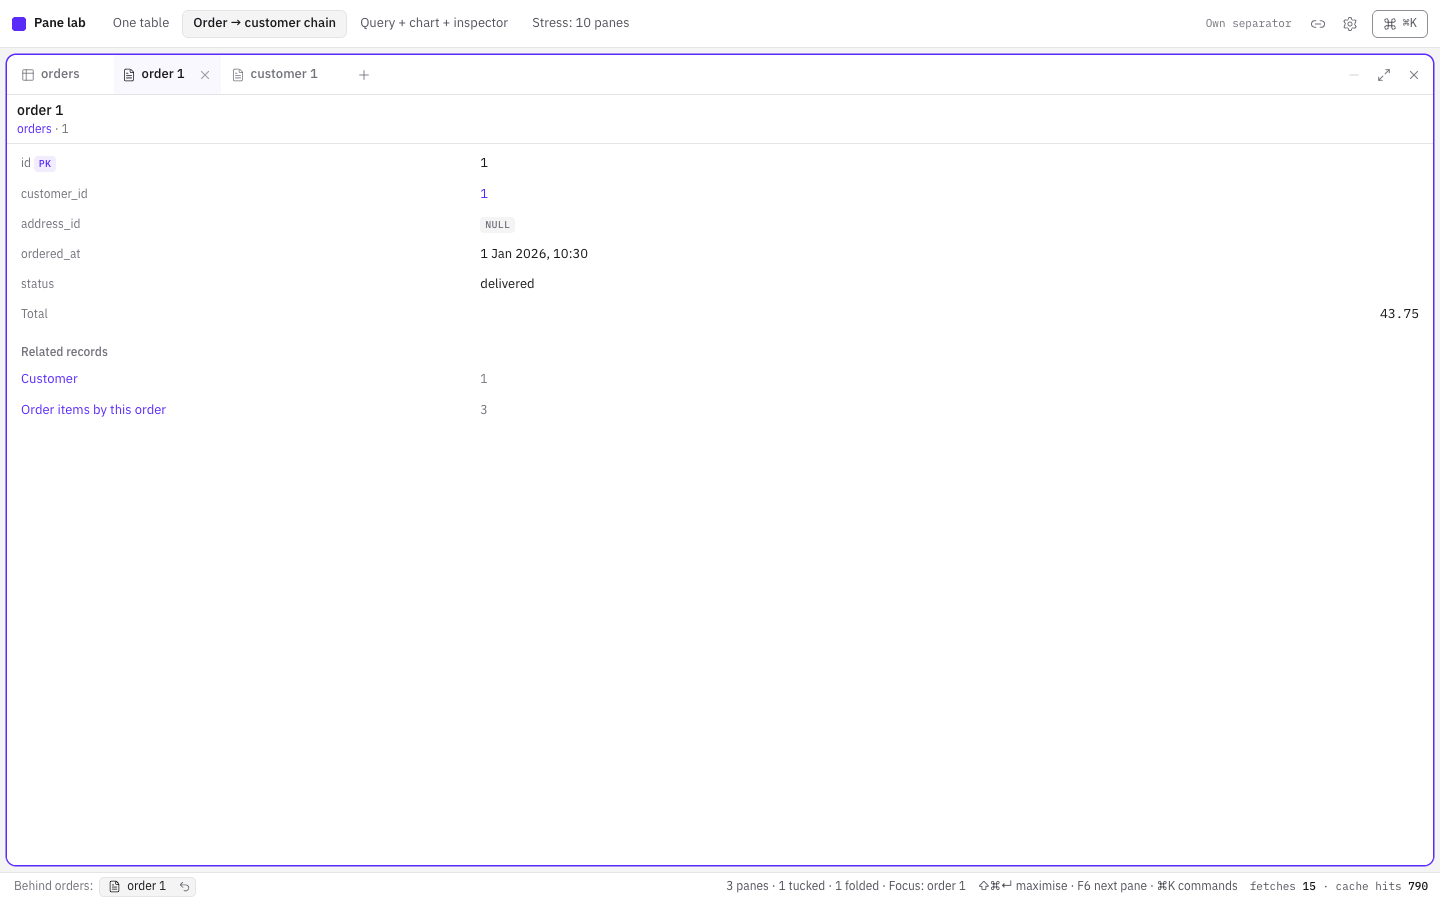 Pane lab One table Order → customer chain Query + chart + inspector Stress: 10 panes Own separator ⌘ ⌘K
orders order 1 customer 1
order 1
orders · 1
id PK 1
customer_id 1
address_id NULL
ordered_at 1 Jan 2026, 10:30
status delivered
Total 43.75
Related records
Customer 1
Order items by this order 3
Behind orders: order 1 3 panes · 1 tucked · 1 folded · Focus: order 1 ⇧⌘↵ maximise · F6 next pane · ⌘K commands fetches 15 · cache hits 790